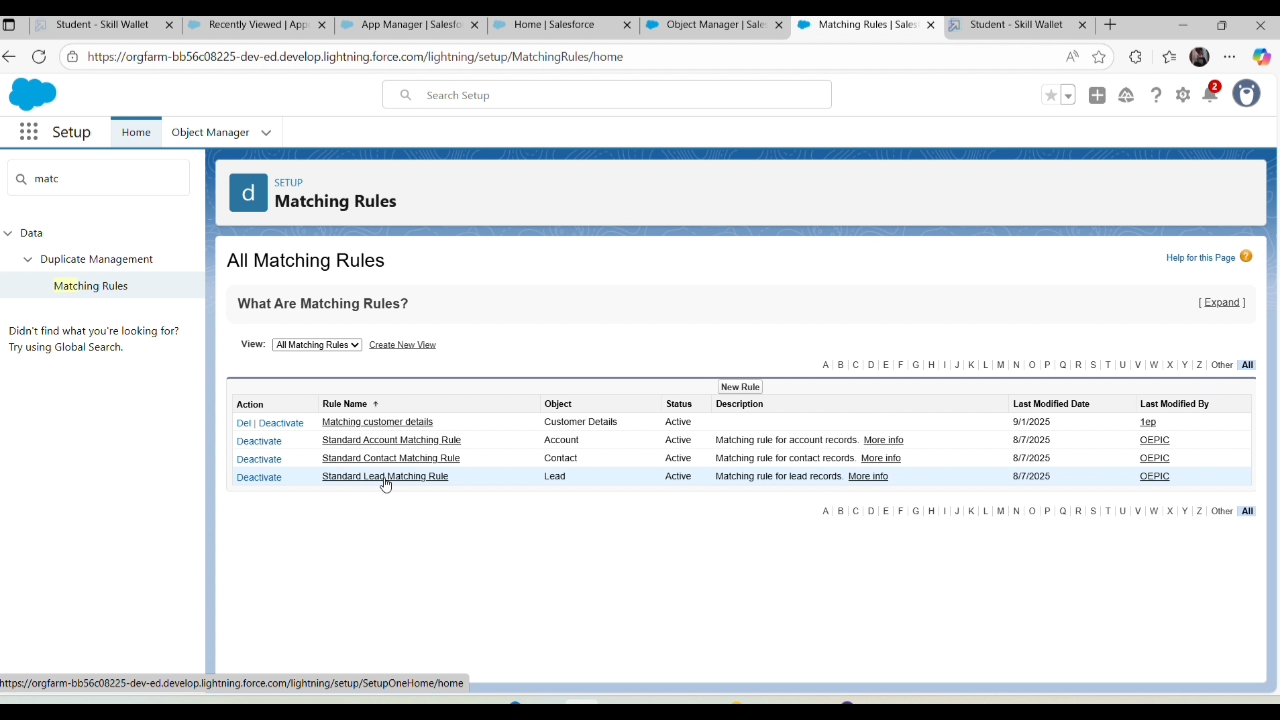 Student - Skill Wallet
Recently Viewed | App
App Manager | Salesfo
Home | Salesforce
Object Manager | Sale
Matching Rules | Sales
Student - Skill Wallet
https://orgfarm-bb56c08225-dev-ed.develop.lightning.force.com/lightning/setup/MatchingRules/home
Search Setup
2
Setup
Home
Object Manager
matc
Data
Duplicate Management
Matching Rules
Didn't find what you're looking for?
Try using Global Search.
d
SETUP
Matching Rules
All Matching Rules
Help for this Page ?
What Are Matching Rules?
[ Expand ]
View: All Matching Rules Create New View
A | B | C | D | E | F | G | H | I | J | K | L | M | N | O | P | Q | R | S | T | U | V | W | X | Y | Z | Other | All
New Rule
Action Rule Name ↑ Object Status Description Last Modified Date Last Modified By
Del | Deactivate Matching customer details Customer Details Active 9/1/2025 1ep
Deactivate Standard Account Matching Rule Account Active Matching rule for account records. More info 8/7/2025 OEPIC
Deactivate Standard Contact Matching Rule Contact Active Matching rule for contact records. More info 8/7/2025 OEPIC
Deactivate Standard Lead Matching Rule Lead Active Matching rule for lead records. More info 8/7/2025 OEPIC
A | B | C | D | E | F | G | H | I | J | K | L | M | N | O | P | Q | R | S | T | U | V | W | X | Y | Z | Other | All
https://orgfarm-bb56c08225-dev-ed.develop.lightning.force.com/lightning/setup/SetupOneHome/home